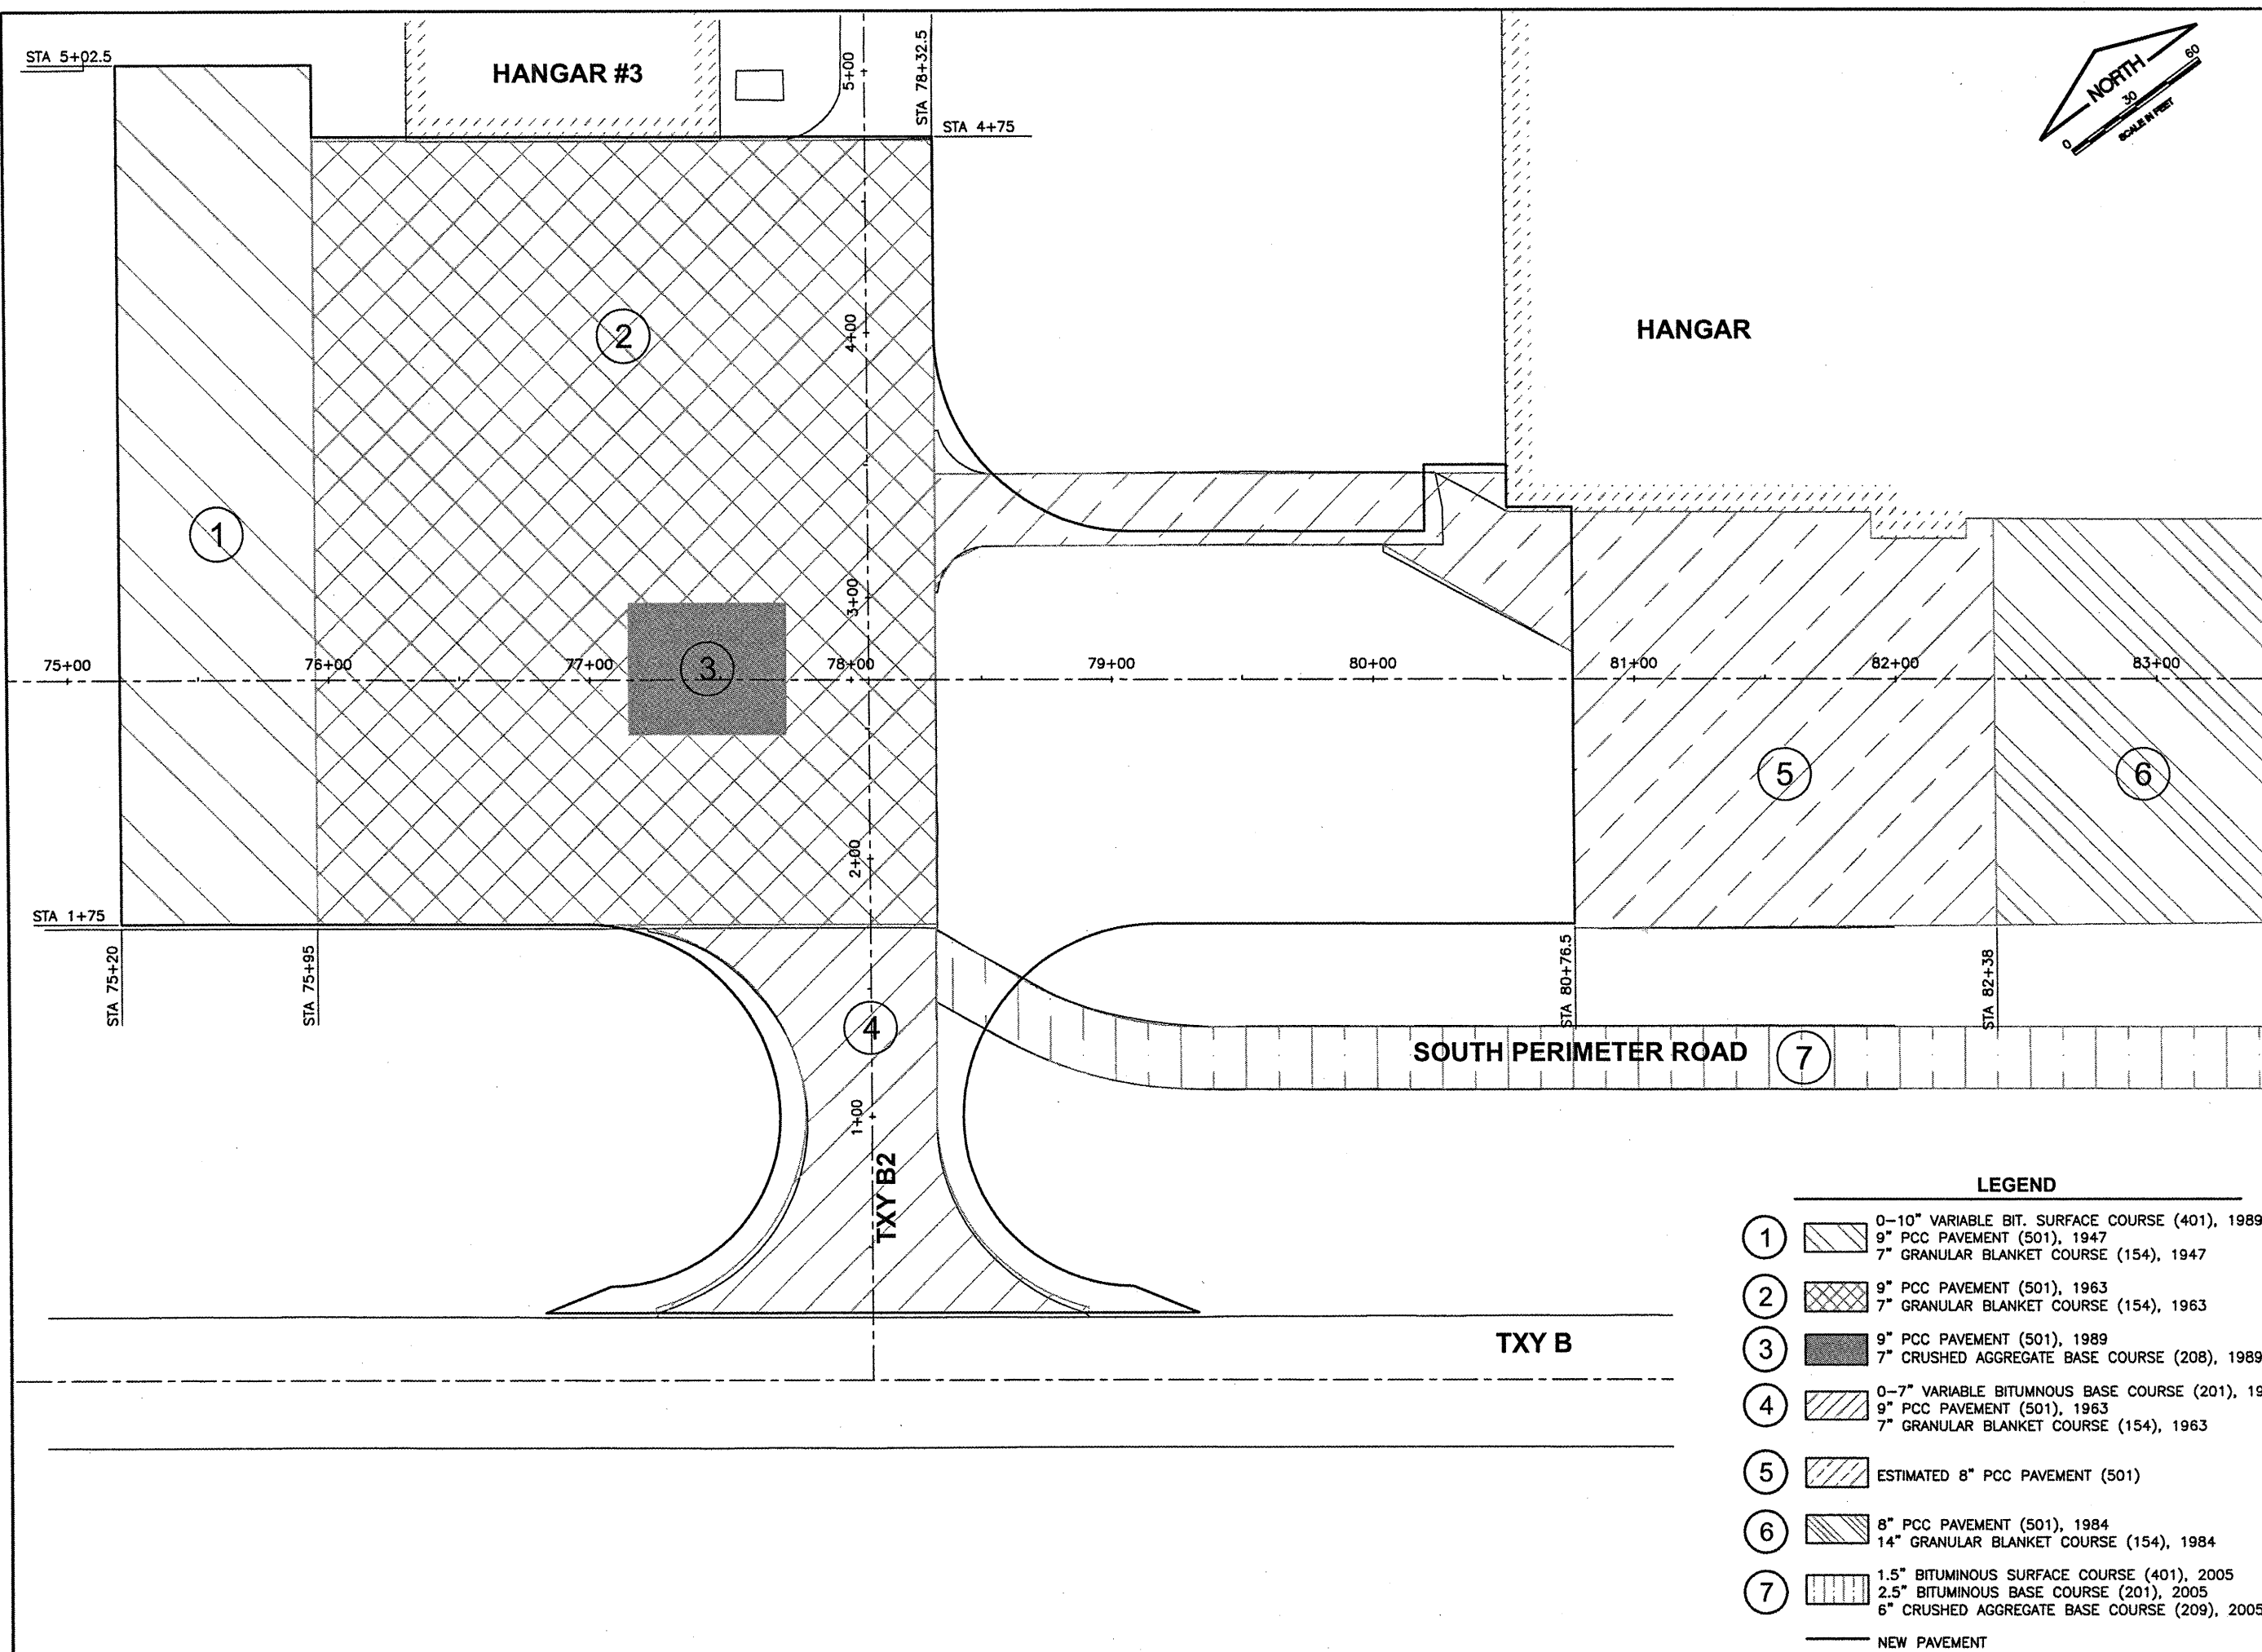 STA 5+02.5
HANGAR #3
5+00
STA 78+32.5
STA 4+75
NORTH
0 30 60
SCALE IN FEET
HANGAR
2
4+00
1
3+00
3
75+00 76+00 77+00 78+00 79+00 80+00 81+00 82+00 83+00
5
6
2+00
STA 1+75
STA 75+20
STA 75+95
STA 80+76.5
STA 82+38
4
SOUTH PERIMETER ROAD
7
1+00
TXY B2
TXY B
LEGEND
1
0-10" VARIABLE BIT. SURFACE COURSE (401), 1989
9" PCC PAVEMENT (501), 1947
7" GRANULAR BLANKET COURSE (154), 1947
2
9" PCC PAVEMENT (501), 1963
7" GRANULAR BLANKET COURSE (154), 1963
3
9" PCC PAVEMENT (501), 1989
7" CRUSHED AGGREGATE BASE COURSE (208), 1989
4
0-7" VARIABLE BITUMNOUS BASE COURSE (201), 19
9" PCC PAVEMENT (501), 1963
7" GRANULAR BLANKET COURSE (154), 1963
5
ESTIMATED 8" PCC PAVEMENT (501)
6
8" PCC PAVEMENT (501), 1984
14" GRANULAR BLANKET COURSE (154), 1984
7
1.5" BITUMINOUS SURFACE COURSE (401), 2005
2.5" BITUMINOUS BASE COURSE (201), 2005
6" CRUSHED AGGREGATE BASE COURSE (209), 2005
NEW PAVEMENT